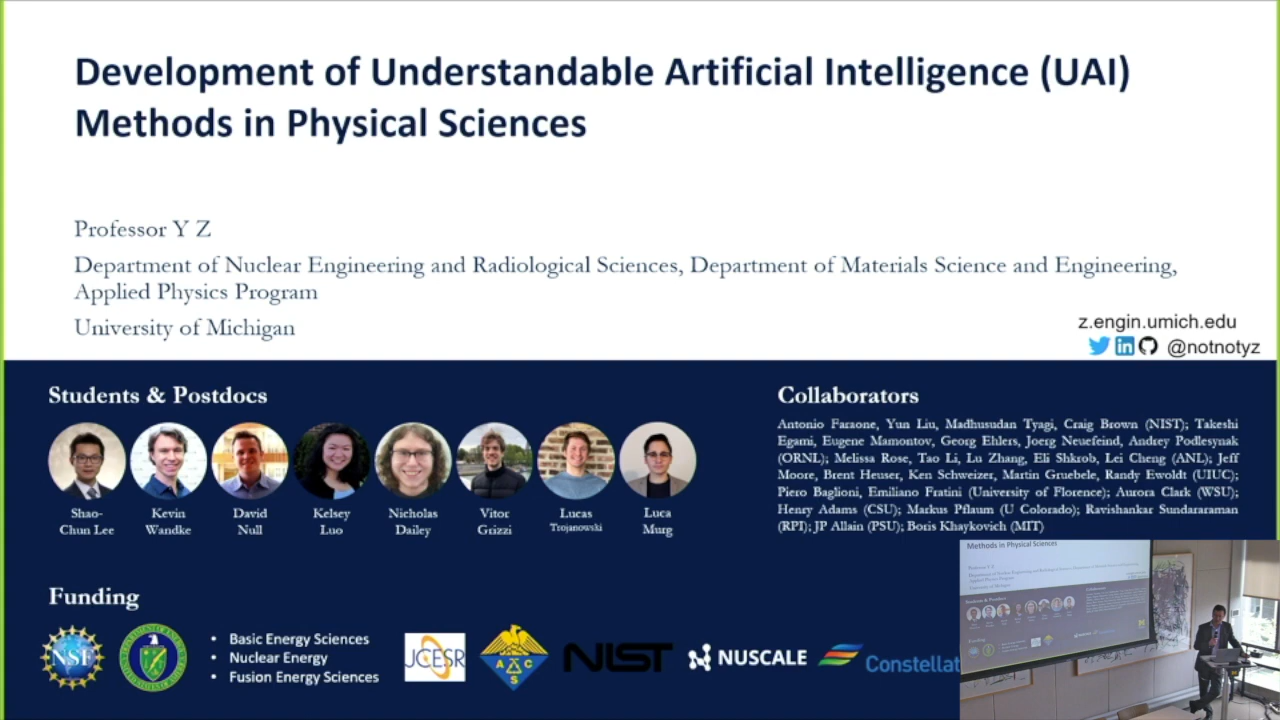 Development of Understandable Artificial Intelligence (UAI)
Methods in Physical Sciences
Professor Y Z
Department of Nuclear Engineering and Radiological Sciences, Department of Materials Science and Engineering,
Applied Physics Program
University of Michigan
z.engin.umich.edu
@notnotyz
Students & Postdocs
Shao-
Chun Lee
Kevin
Wandke
David
Null
Kelsey
Luo
Nicholas
Dailey
Vitor
Grizzi
Lucas
Trojanowski
Luca
Murg
Collaborators
Antonio Faraone, Yun Liu, Madhusudan Tyagi, Craig Brown (NIST); Takeshi
Egami, Eugene Mamontov, Georg Ehlers, Joerg Neuefeind, Andrey Podlesynak
(ORNL); Melissa Rose, Tao Li, Lu Zhang, Eli Shkrob, Lei Cheng (ANL); Jeff
Moore, Brent Heuser, Ken Schweizer, Martin Gruebele, Randy Ewoldt (UIUC);
Piero Baglioni, Emiliano Fratini (University of Florence); Aurora Clark (WSU);
Henry Adams (CSU); Markus Pflaum (U Colorado); Ravishankar Sundararaman
(RPI); JP Allain (PSU); Boris Khaykovich (MIT)
Funding
NSF
• Basic Energy Sciences
• Nuclear Energy
• Fusion Energy Sciences
JCESR
ACS
NIST
NUSCALE
Constellat
Methods in Physical Sciences